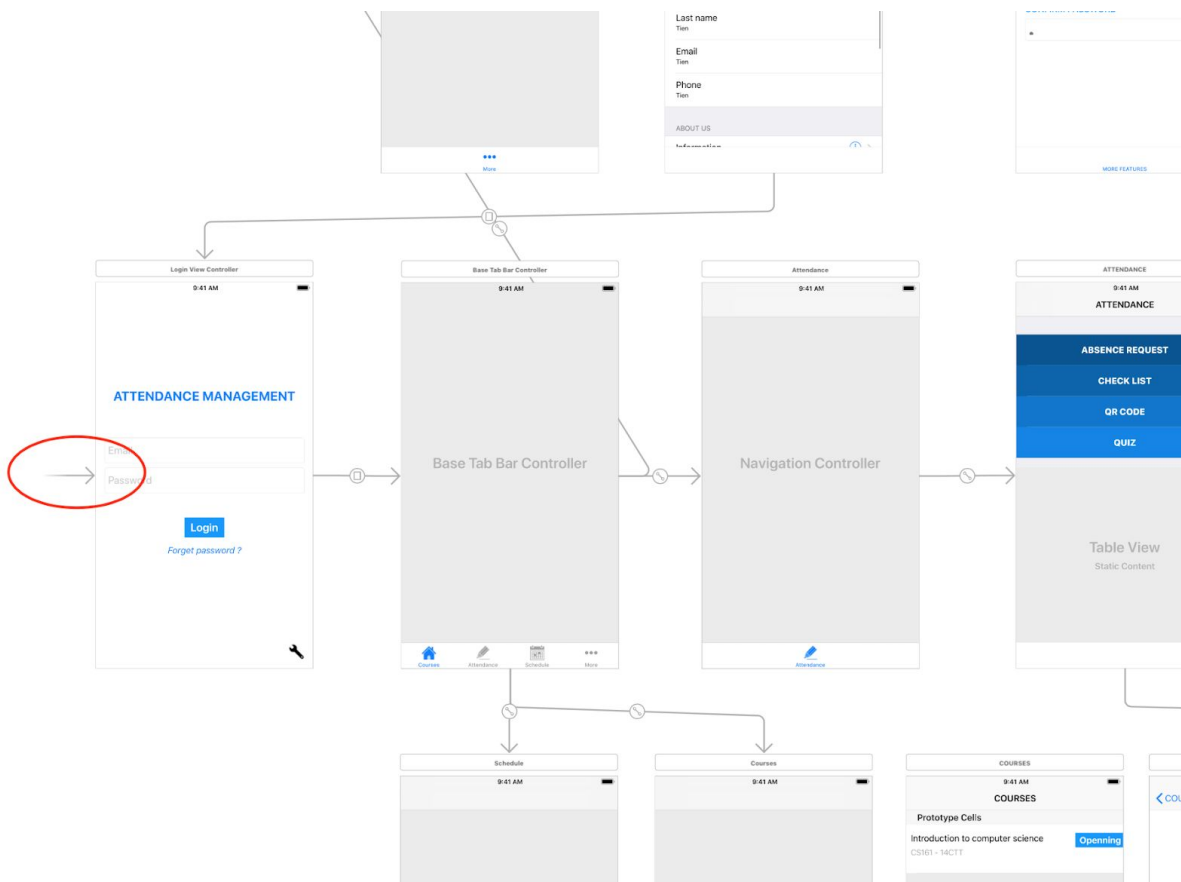 Last name
Tien
Email
Tien
Phone
Tien
ABOUT US
Information
More
MORE FEATURES
Login View Controller
Base Tab Bar Controller
Attendance
ATTENDANCE
9:41 AM
9:41 AM
9:41 AM
9:41 AM
ATTENDANCE
ATTENDANCE MANAGEMENT
Email
Password
Login
Forget password ?
Base Tab Bar Controller
Courses
Attendance
Schedule
More
Navigation Controller
Attendance
ABSENCE REQUEST
CHECK LIST
QR CODE
QUIZ
Table View
Static Content
Schedule
Courses
COURSES
9:41 AM
9:41 AM
9:41 AM
COURSES
COU
Prototype Cells
Introduction to computer science
Openning
CS161 - 14CTT